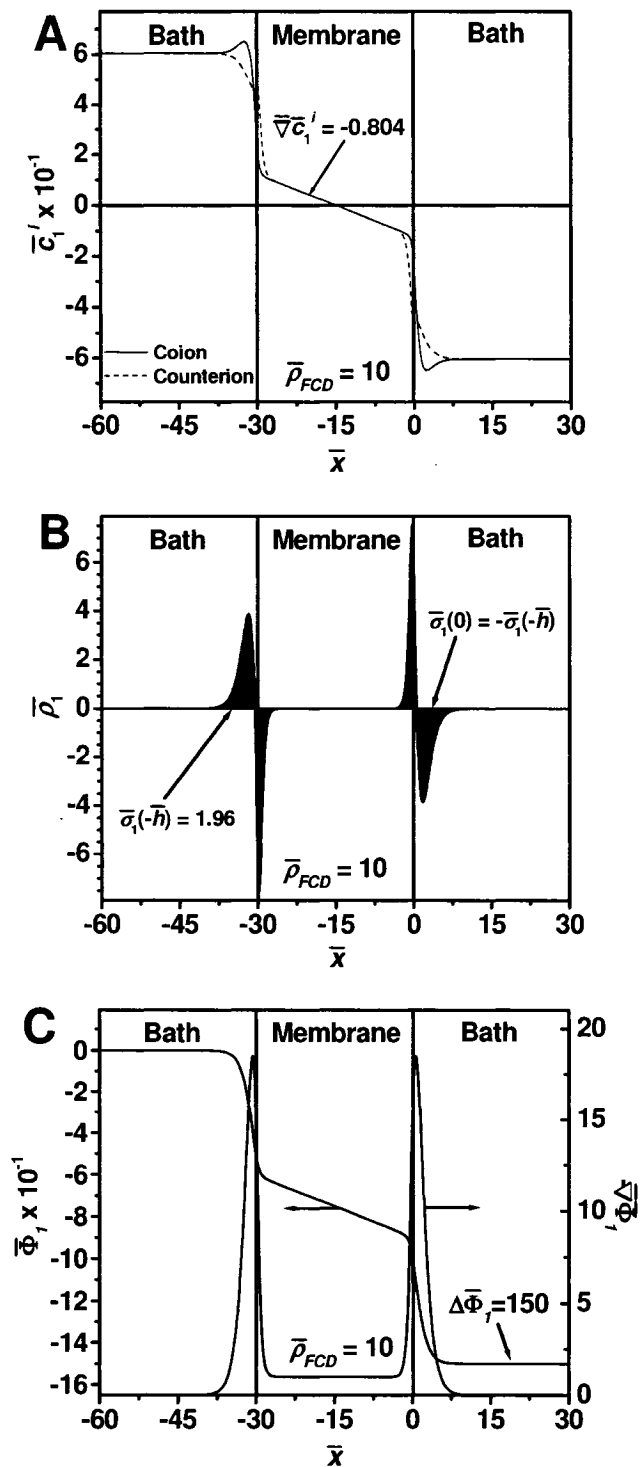 A
Bath
Membrane
Bath
c̄₁ⁱ x 10⁻¹
6
4
2
0
-2
-4
-6
∇̄c̄₁ⁱ = -0.804
Coion
Counterion
ρ̄_FCD = 10
-60
-45
-30
-15
0
15
30
x̄
B
Bath
Membrane
Bath
ρ̄₁
6
4
2
0
-2
-4
-6
σ̄₁(0) = -σ̄₁(-h̄)
σ̄₁(-h̄) = 1.96
ρ̄_FCD = 10
-60
-45
-30
-15
0
15
30
x̄
C
Bath
Membrane
Bath
Φ̄₁ x 10⁻¹
0
-2
-4
-6
-8
-10
-12
-14
-16
20
15
10
5
0
∇̄Φ̄₁
ΔΦ̄₁=150
ρ̄_FCD = 10
-60
-45
-30
-15
0
15
30
x̄